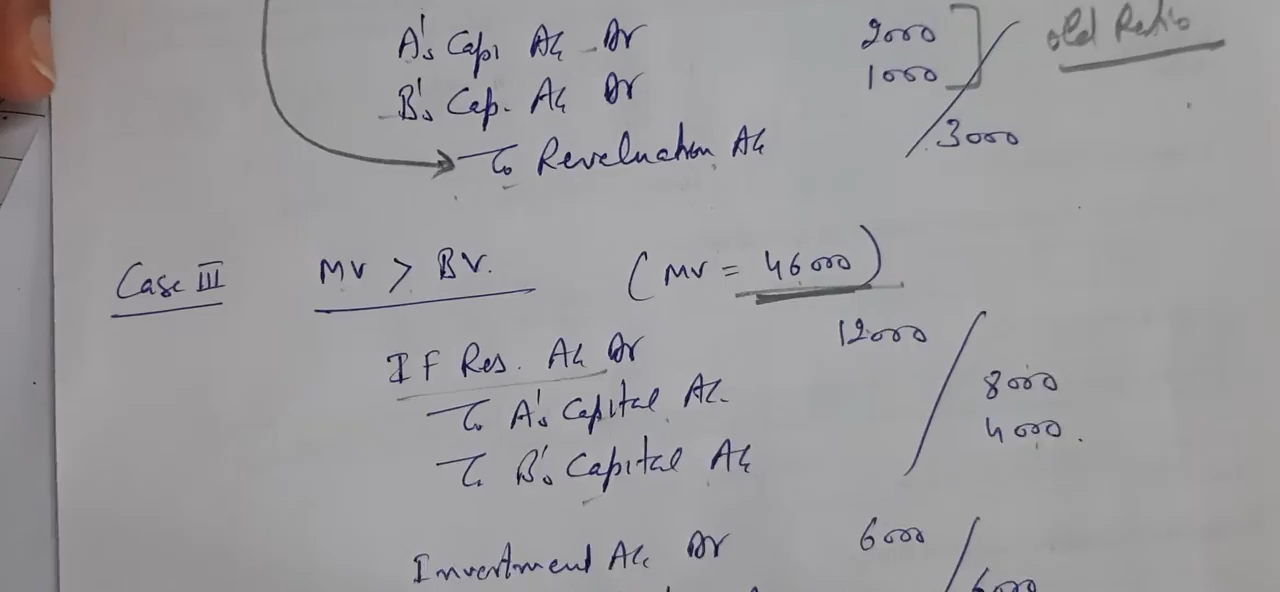 A's Capi A/c Dr 2000
B's Cap. A/c Dr 1000
old Ratio
To Revaluation A/c 3000
Case III MV > BV. (MV = 46000)
I F Res. A/c Dr 12000
To A's Capital A/c. 8000
To B's Capital A/c 4000.
Investment A/c. Dr 6000
6000